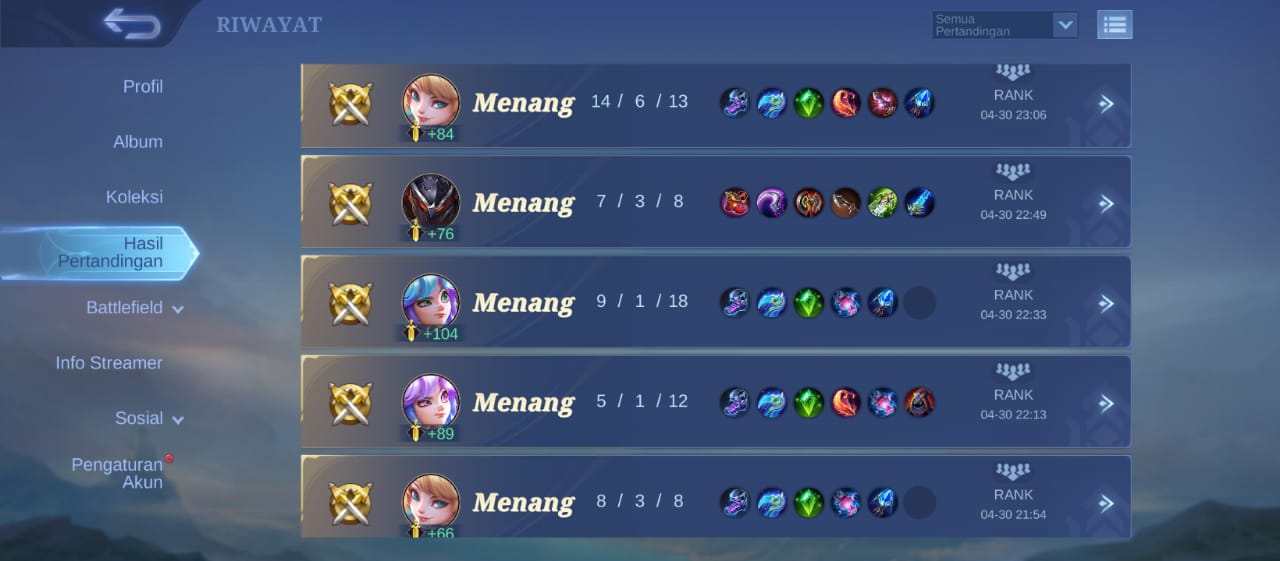 RIWAYAT
Semua
Pertandingan
Profil
Album
Koleksi
Hasil
Pertandingan
Battlefield
Info Streamer
Sosial
Pengaturan
Akun
+84
Menang
14 / 6 / 13
RANK
04-30 23:06
+76
Menang
7 / 3 / 8
RANK
04-30 22:49
+104
Menang
9 / 1 / 18
RANK
04-30 22:33
+89
Menang
5 / 1 / 12
RANK
04-30 22:13
+66
Menang
8 / 3 / 8
RANK
04-30 21:54